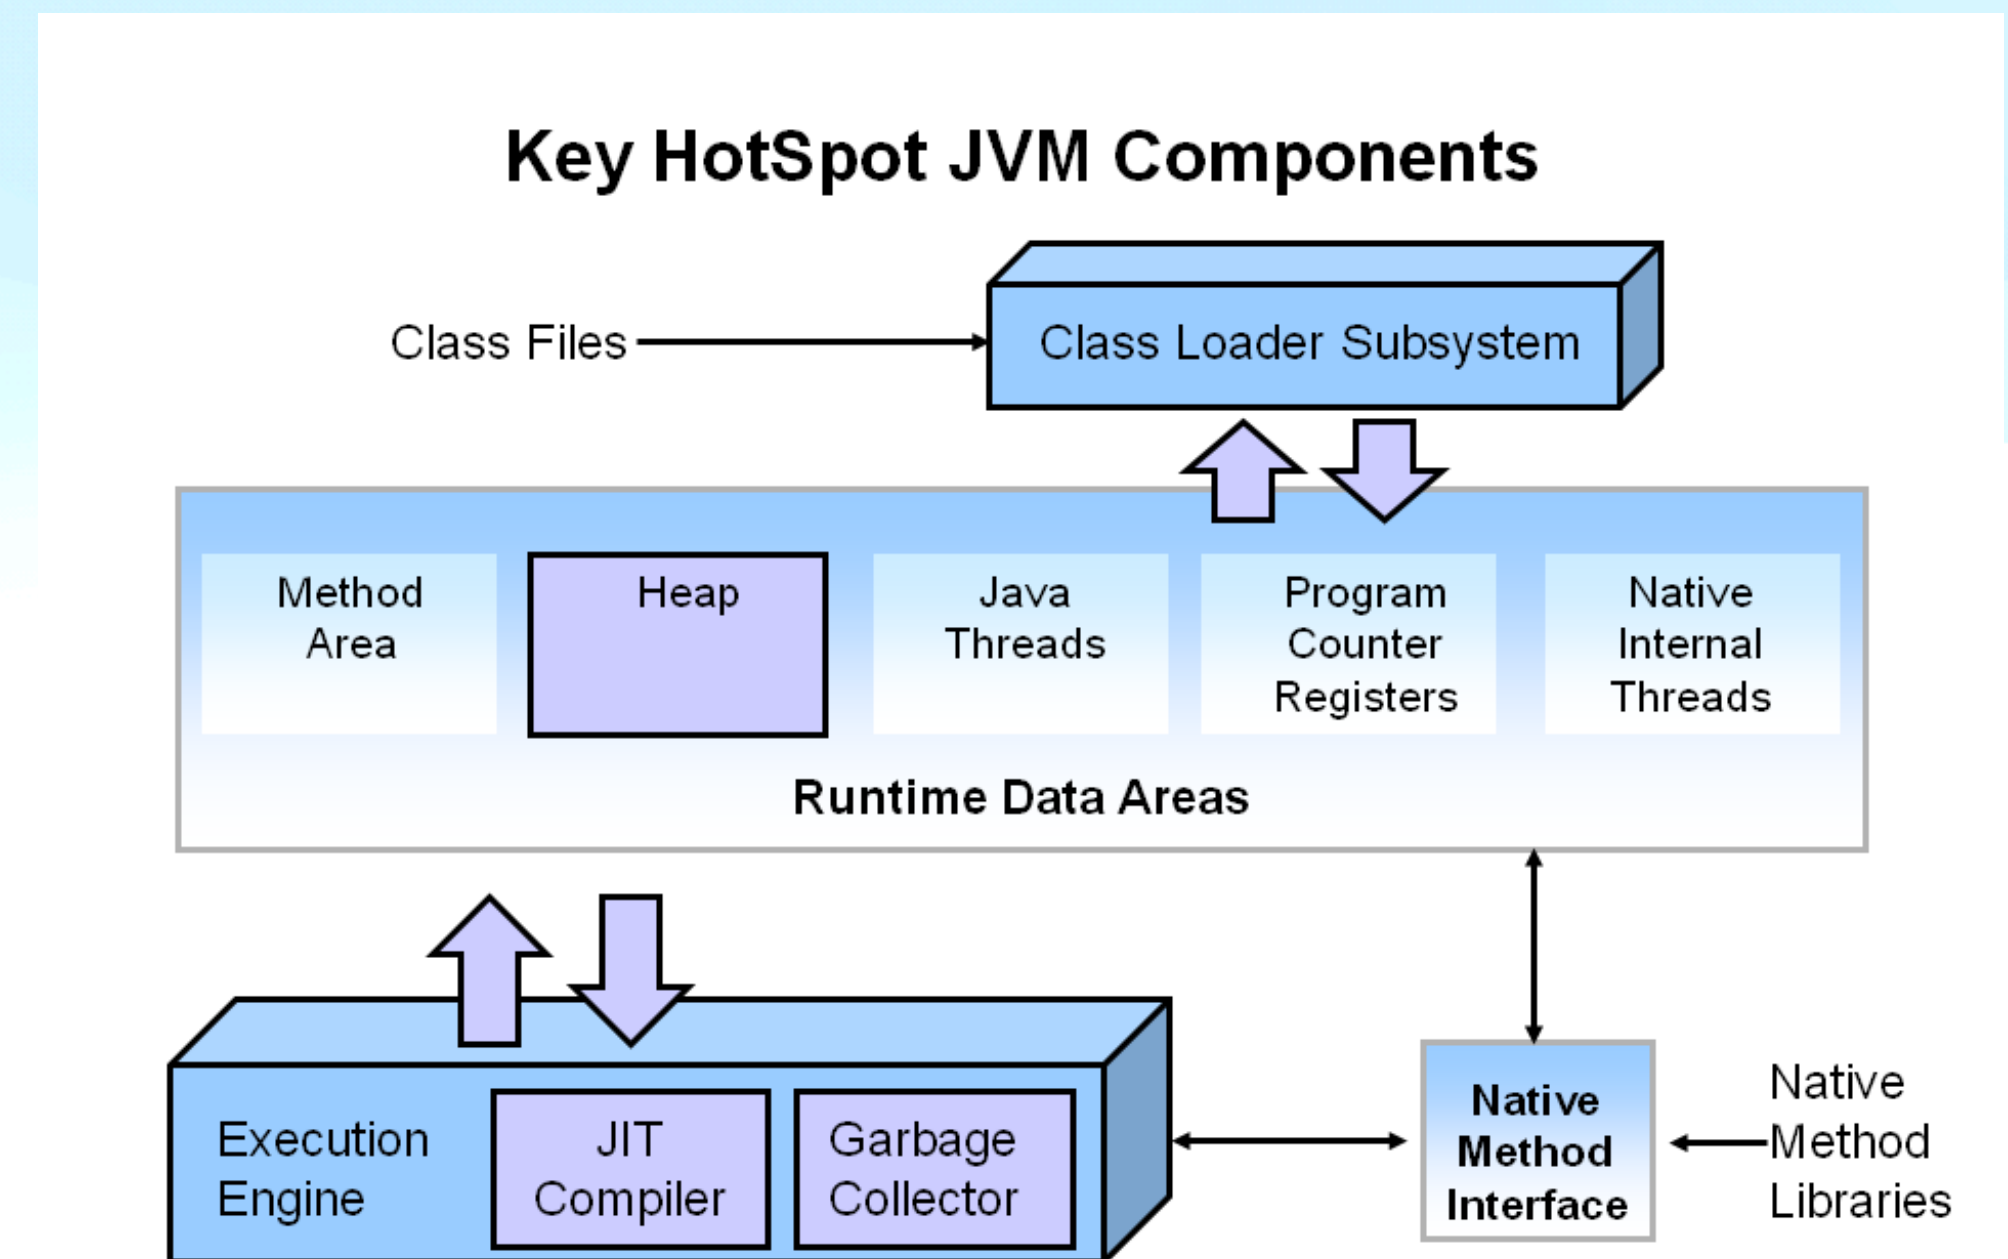 Key HotSpot JVM Components
Class Files
Class Loader Subsystem
Method
Area
Heap
Java
Threads
Program
Counter
Registers
Native
Internal
Threads
Runtime Data Areas
Execution
Engine
JIT
Compiler
Garbage
Collector
Native
Method
Interface
Native
Method
Libraries